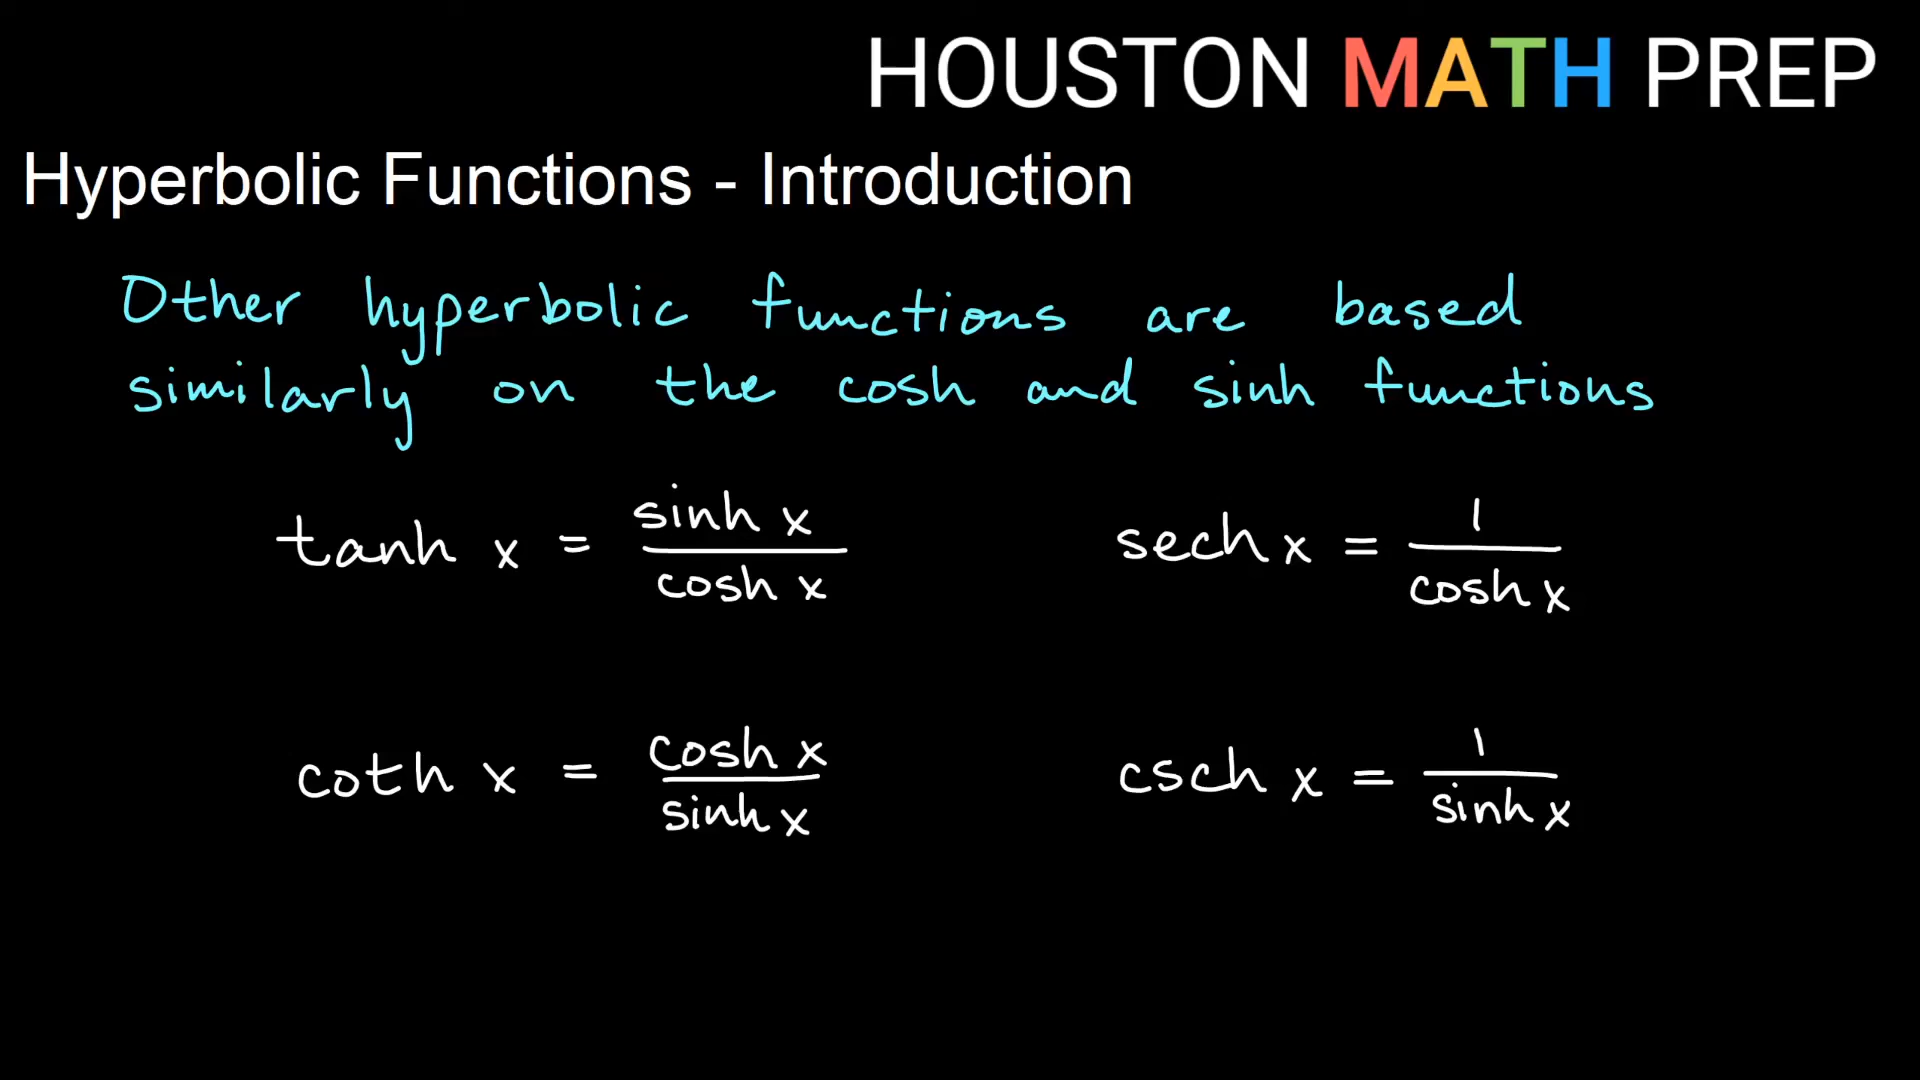 HOUSTON MATH PREP
Hyperbolic Functions - Introduction
Other hyperbolic functions are based
similarly on the cosh and sinh functions
tanh x = sinh x / cosh x
sech x = 1 / cosh x
coth x = cosh x / sinh x
csch x = 1 / sinh x